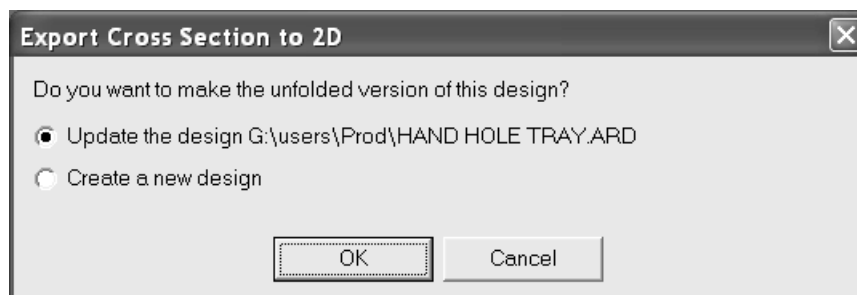 Export Cross Section to 2D
Do you want to make the unfolded version of this design?
Update the design G:\users\Prod\HAND HOLE TRAY.ARD
Create a new design
OK Cancel